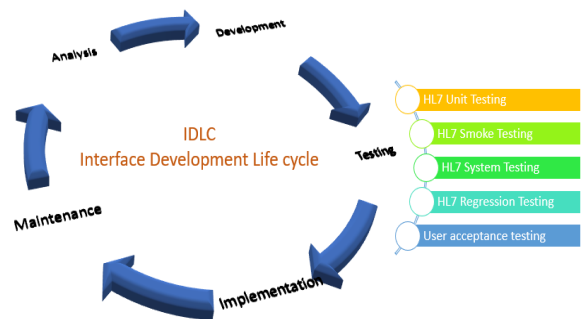 Development
Analysis
IDLC
Interface Development Life cycle
Testing
HL7 Unit Testing
HL7 Smoke Testing
HL7 System Testing
HL7 Regression Testing
User acceptance testing
Maintenance
Implementation